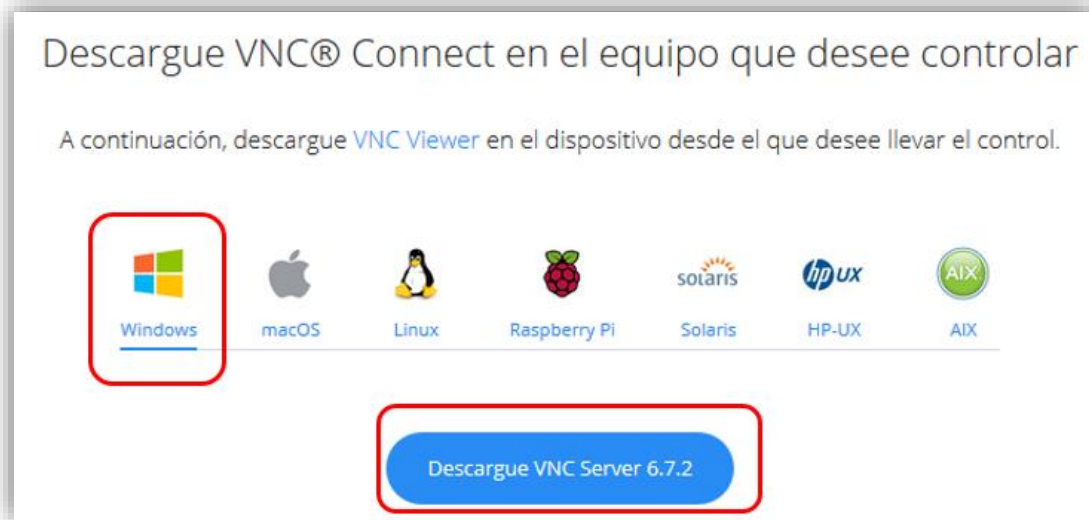 Descargue VNC® Connect en el equipo que desee controlar
A continuación, descargue VNC Viewer en el dispositivo desde el que desee llevar el control.
solaris hp ux AIX
Windows macOS Linux Raspberry Pi Solaris HP-UX AIX
Descargue VNC Server 6.7.2